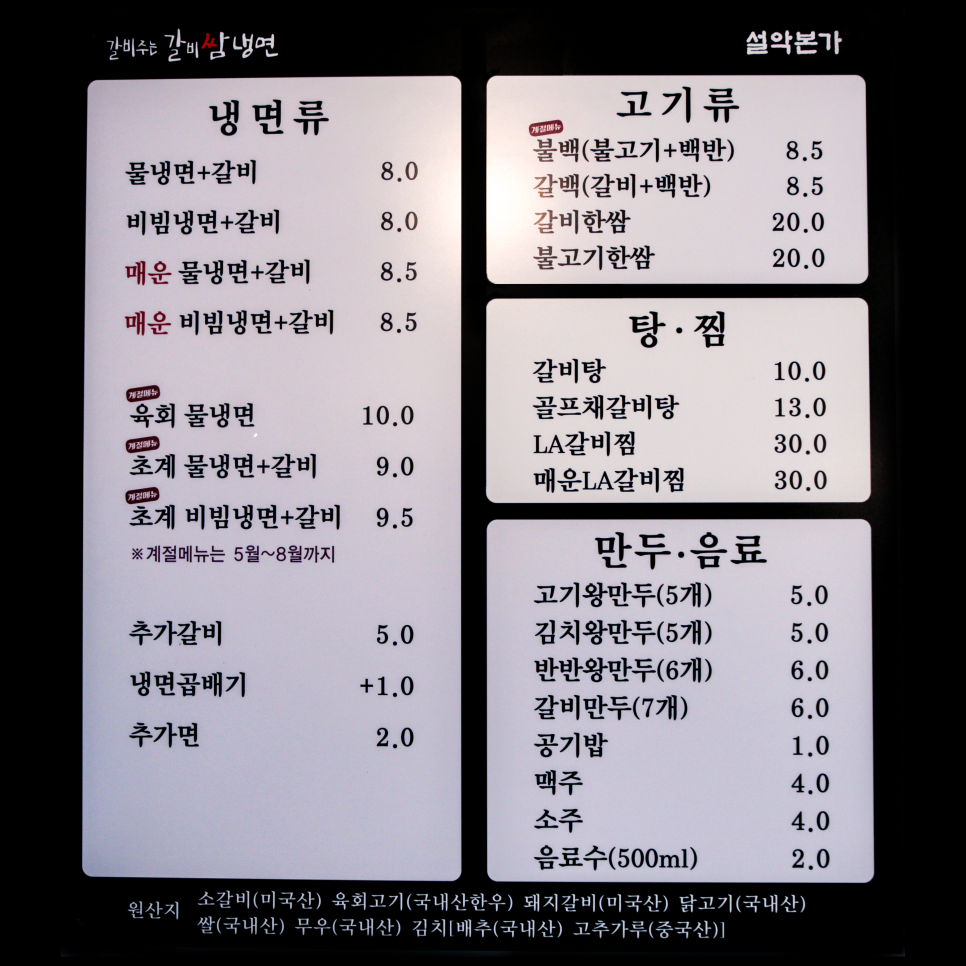 갈비주는 갈비쌈냉면
설악본가
냉면류
물냉면+갈비 8.0
비빔냉면+갈비 8.0
매운 물냉면+갈비 8.5
매운 비빔냉면+갈비 8.5
계절메뉴
육회 물냉면 10.0
계절메뉴
초계 물냉면+갈비 9.0
계절메뉴
초계 비빔냉면+갈비 9.5
※계절메뉴는 5월~8월까지
추가갈비 5.0
냉면곱배기 +1.0
추가면 2.0
고기류
계절메뉴
불백(불고기+백반) 8.5
갈백(갈비+백반) 8.5
갈비한쌈 20.0
불고기한쌈 20.0
탕·찜
갈비탕 10.0
골프채갈비탕 13.0
LA갈비찜 30.0
매운LA갈비찜 30.0
만두·음료
고기왕만두(5개) 5.0
김치왕만두(5개) 5.0
반반왕만두(6개) 6.0
갈비만두(7개) 6.0
공기밥 1.0
맥주 4.0
소주 4.0
음료수(500ml) 2.0
원산지 소갈비(미국산) 육회고기(국내산한우) 돼지갈비(미국산) 닭고기(국내산)
쌀(국내산) 무우(국내산) 김치[배추(국내산) 고추가루(중국산)]